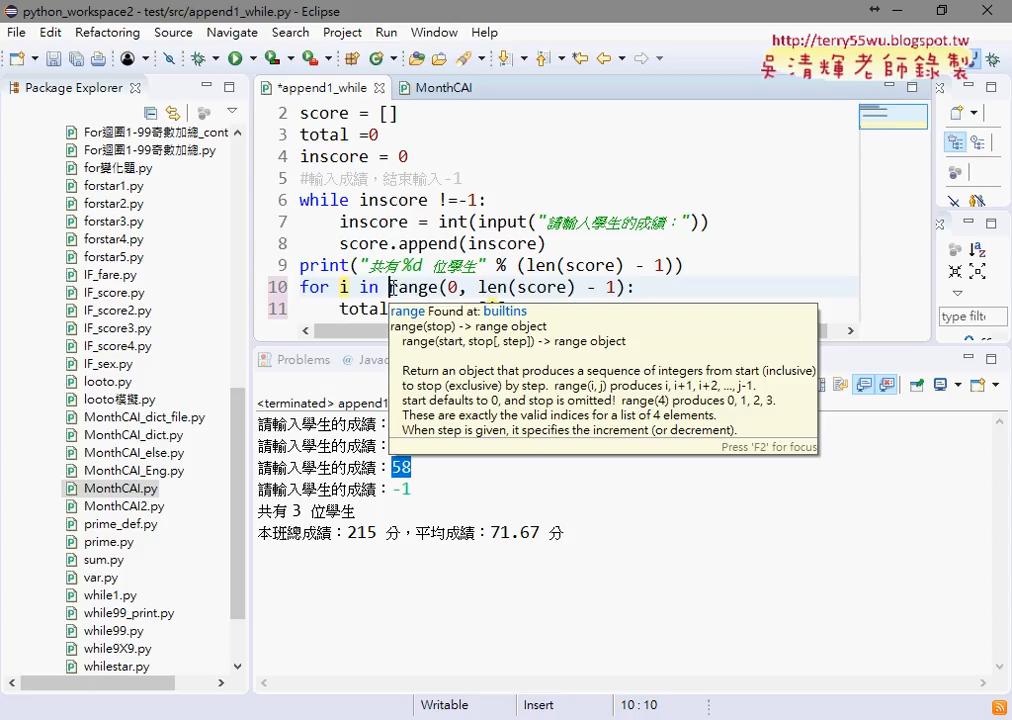 python_workspace2 - test/src/append1_while.py - Eclipse
File Edit Refactoring Source Navigate Search Project Run Window Help
http://terry55wu.blogspot.tw
吳清輝老師錄製
Package Explorer
*append1_while
MonthCAI
For迴圈1-99奇數加總_cont
For迴圈1-99奇數加總.py
for變化題.py
forstar1.py
forstar2.py
forstar3.py
forstar4.py
forstar5.py
IF_fare.py
IF_score.py
IF_score2.py
IF_score3.py
IF_score4.py
IF_sex.py
looto.py
looto模擬.py
MonthCAI_dict_file.py
MonthCAI_dict.py
MonthCAI_else.py
MonthCAI_Eng.py
MonthCAI.py
MonthCAI2.py
prime_def.py
prime.py
sum.py
var.py
while1.py
while99_print.py
while99.py
while9X9.py
whilestar.py
2 score = []
3 total =0
4 inscore = 0
5 #輸入成績，結束輸入-1
6 while inscore !=-1:
7 inscore = int(input("請輸入學生的成績："))
8 score.append(inscore)
9 print("共有%d 位學生" % (len(score) - 1))
10 for i in range(0, len(score) - 1):
11 total
range Found at: builtins
range(stop) -> range object
range(start, stop[, step]) -> range object
Return an object that produces a sequence of integers from start (inclusive)
to stop (exclusive) by step. range(i, j) produces i, i+1, i+2, ..., j-1.
start defaults to 0, and stop is omitted! range(4) produces 0, 1, 2, 3.
These are exactly the valid indices for a list of 4 elements.
When step is given, it specifies the increment (or decrement).
Press 'F2' for focus
Problems @ Javad
<terminated> append1
請輸入學生的成績：
請輸入學生的成績：
請輸入學生的成績：58
請輸入學生的成績：-1
共有 3 位學生
本班總成績：215 分，平均成績：71.67 分
type filte
Writable
Insert
10 : 10